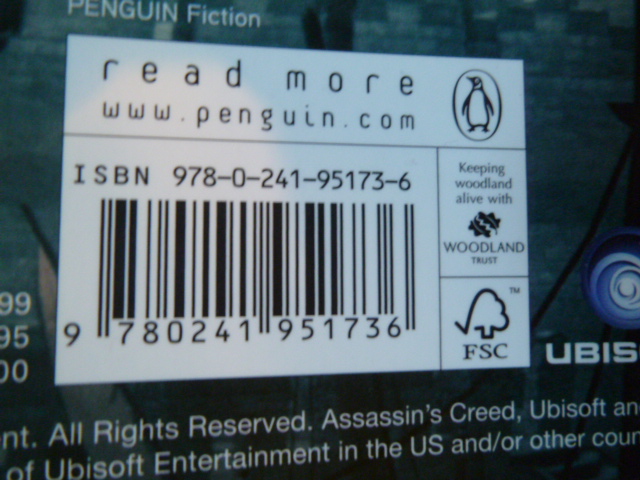 PENGUIN Fiction
read more
www.penguin.com
ISBN 978-0-241-95173-6
Keeping
woodland
alive with
WOODLAND
TRUST
9 780241 951736
TM
FSC
99
95
00
UBIS
nt. All Rights Reserved. Assassin's Creed, Ubisoft an
of Ubisoft Entertainment in the US and/or other coun